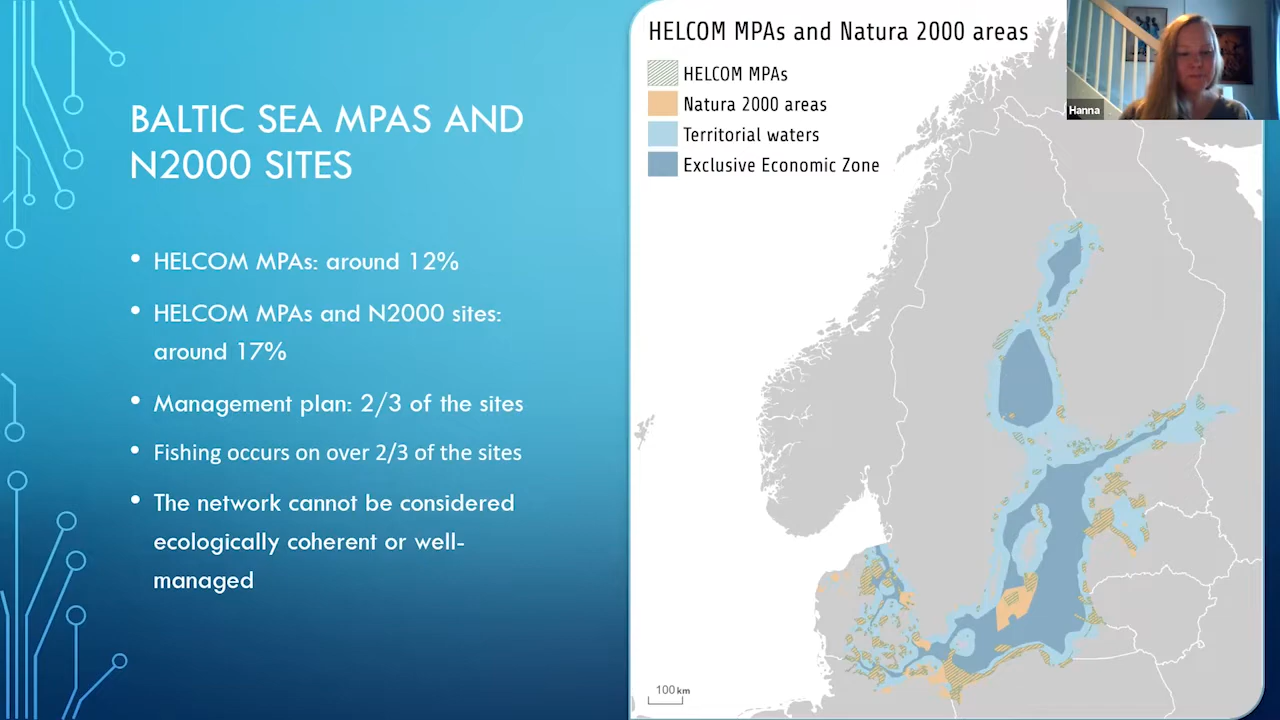 BALTIC SEA MPAS AND
N2000 SITES
• HELCOM MPAs: around 12%
• HELCOM MPAs and N2000 sites:
around 17%
• Management plan: 2/3 of the sites
• Fishing occurs on over 2/3 of the sites
• The network cannot be considered
ecologically coherent or well-
managed
HELCOM MPAs and Natura 2000 areas
HELCOM MPAs
Natura 2000 areas
Territorial waters
Exclusive Economic Zone
100 km
Hanna